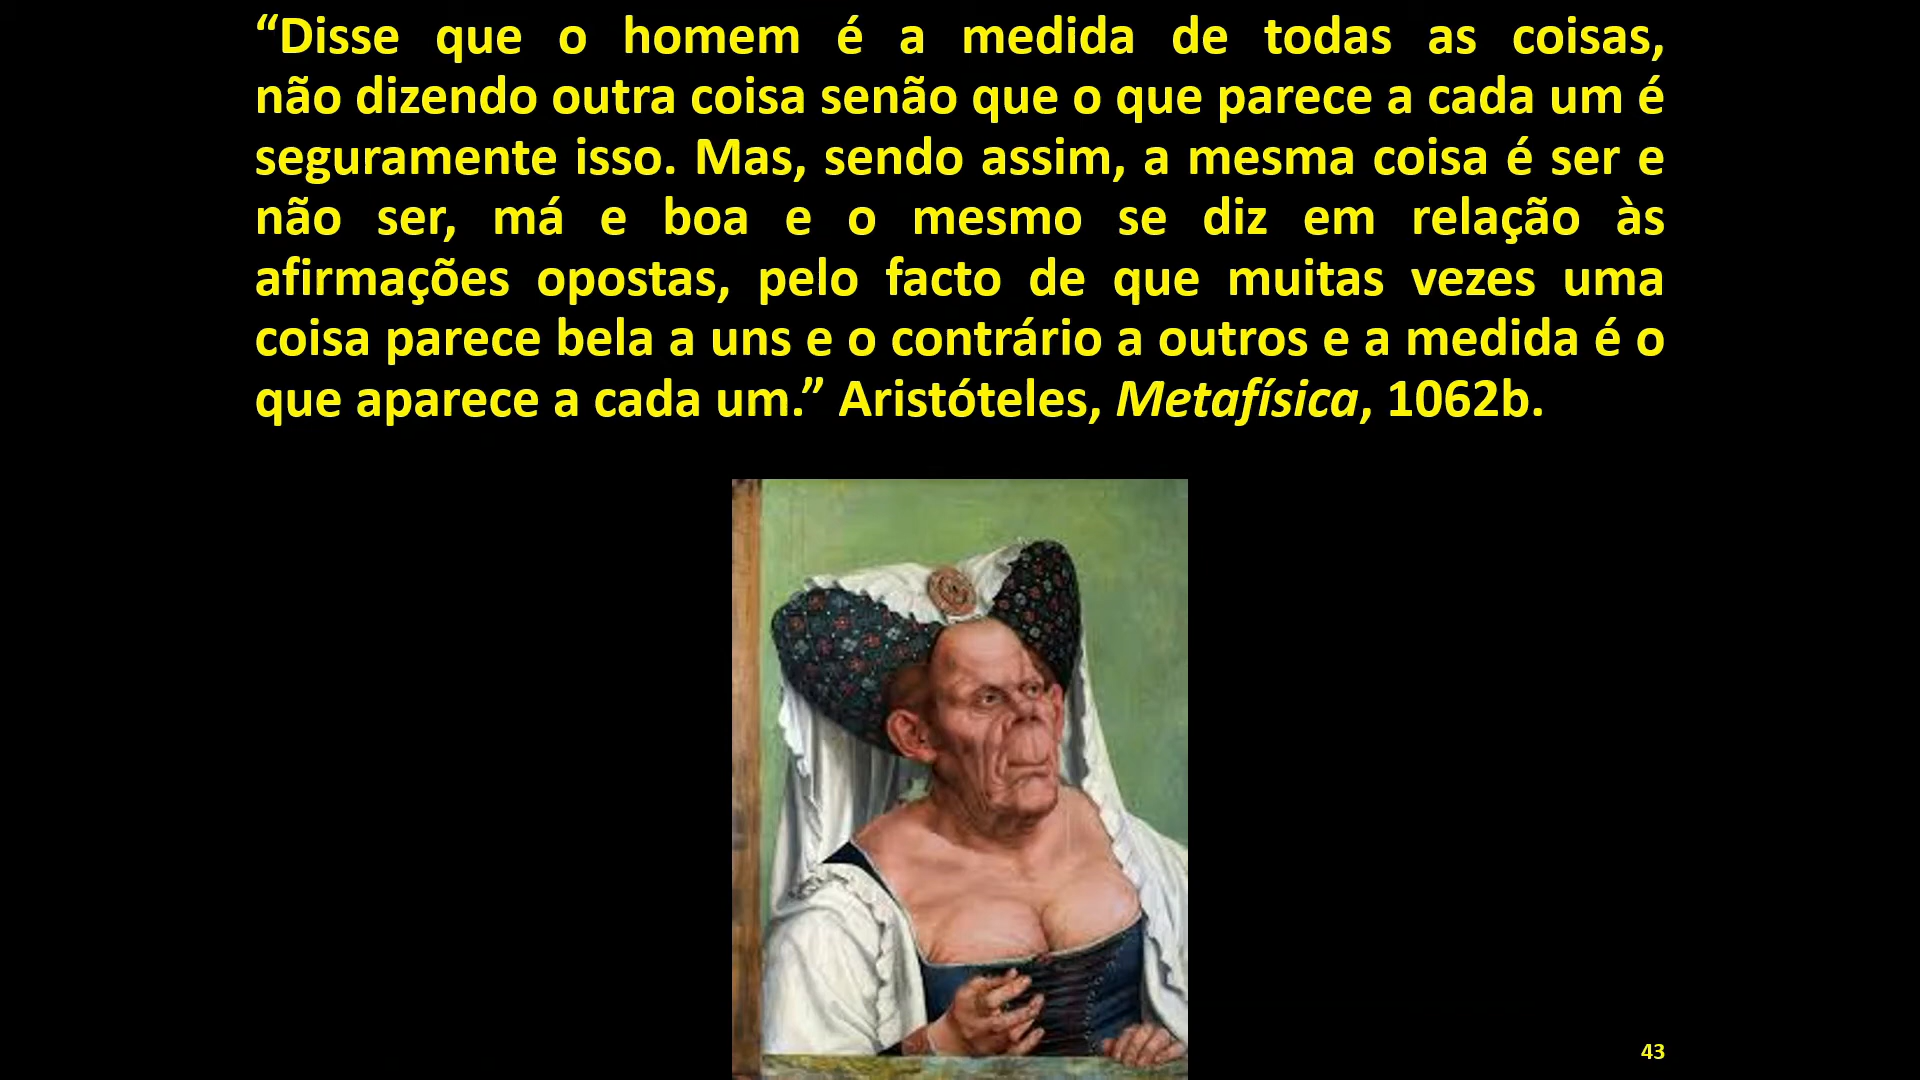 “Disse que o homem é a medida de todas as coisas,
não dizendo outra coisa senão que o que parece a cada um é
seguramente isso. Mas, sendo assim, a mesma coisa é ser e
não ser, má e boa e o mesmo se diz em relação às
afirmações opostas, pelo facto de que muitas vezes uma
coisa parece bela a uns e o contrário a outros e a medida é o
que aparece a cada um.” Aristóteles, Metafísica, 1062b.
43